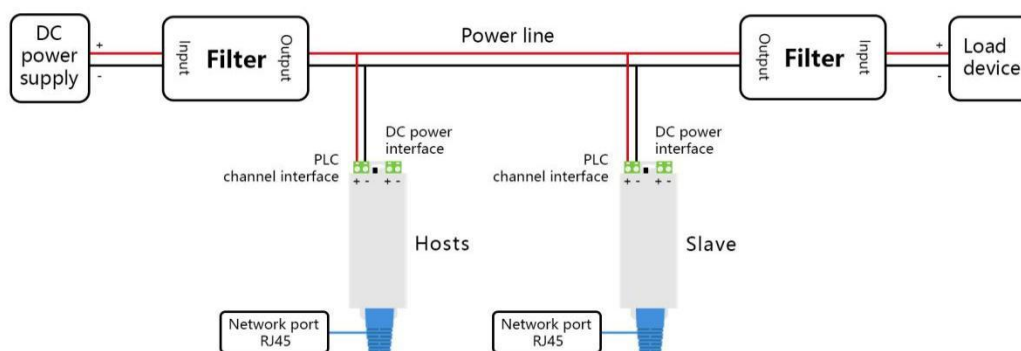 DC
power
supply
+
-
Input
Filter
Output
Power line
Output
Filter
Input
+
-
Load
device
DC power
interface
PLC
channel interface
+ - + -
Hosts
DC power
interface
PLC
channel interface
+ - + -
Slave
Network port
RJ45
Network port
RJ45